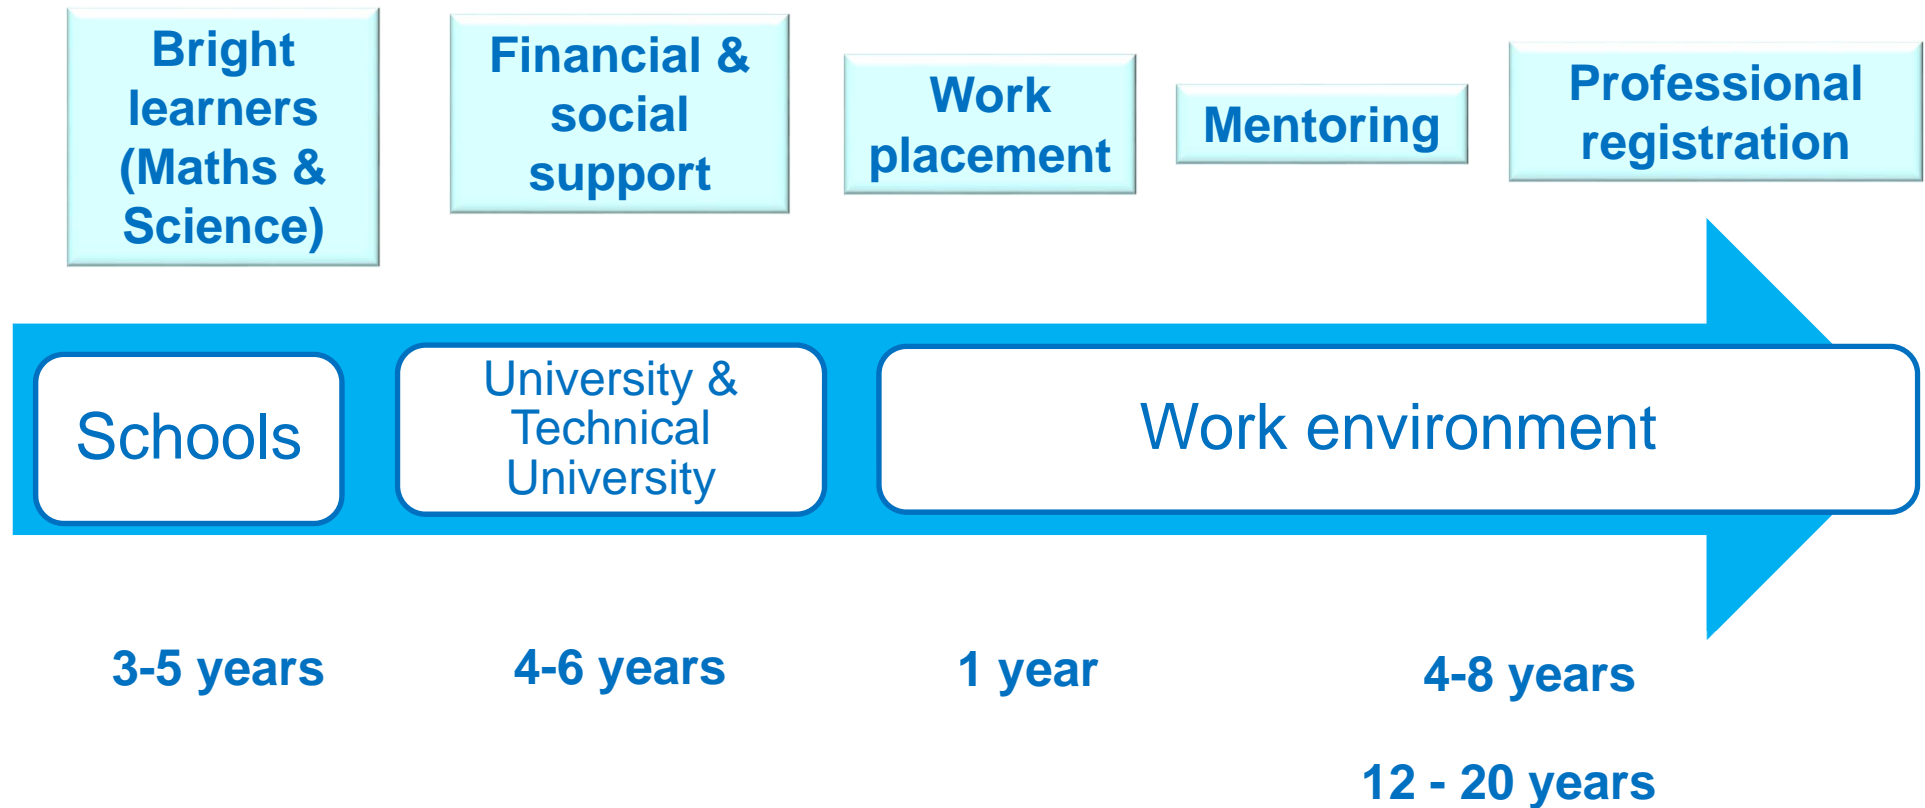 Bright
learners
(Maths &
Science)
Financial &
social
support
Work
placement
Mentoring
Professional
registration
Schools
University &
Technical
University
Work environment
3-5 years
4-6 years
1 year
4-8 years
12 - 20 years